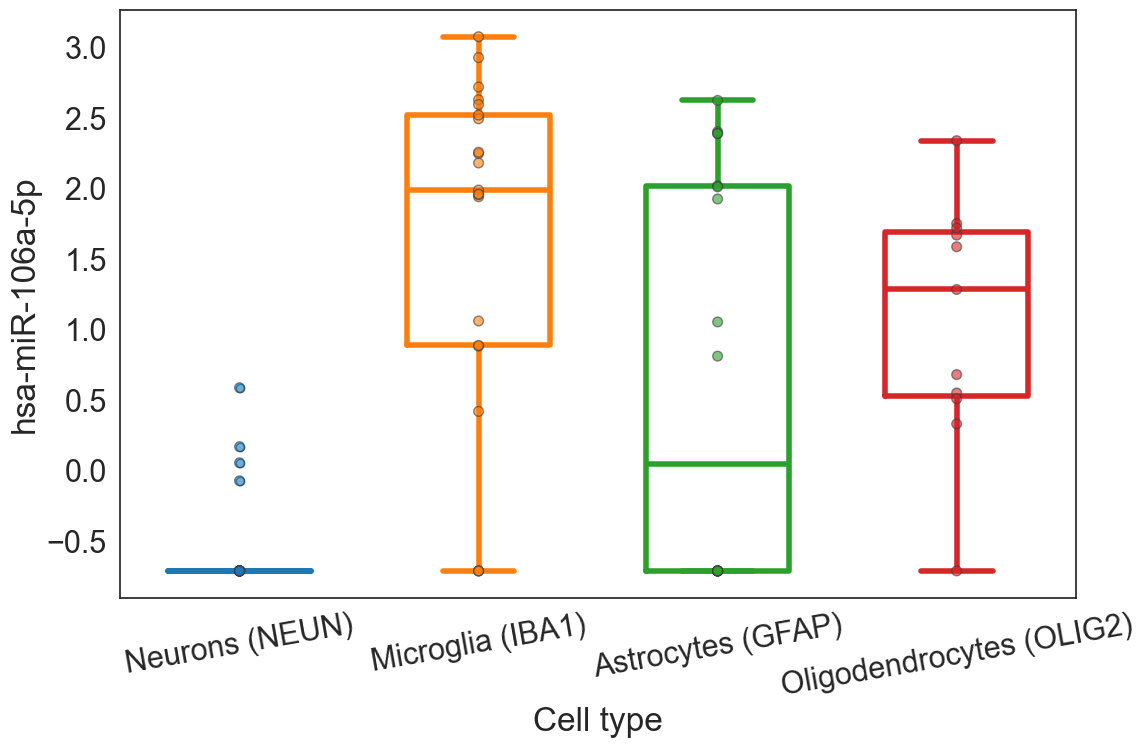 hsa-miR-106a-5p
3.0
2.5
2.0
1.5
1.0
0.5
0.0
−0.5
Neurons (NEUN)
Microglia (IBA1)
Astrocytes (GFAP)
Oligodendrocytes (OLIG2)
Cell type